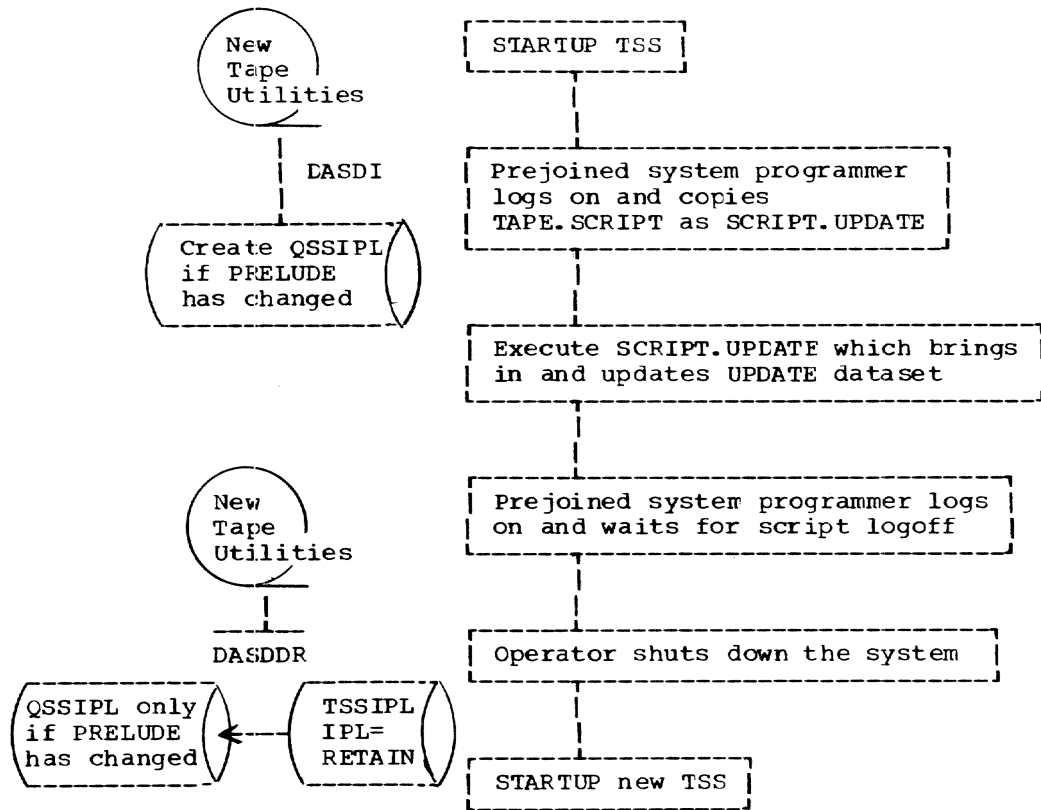 New
Tape
Utilities
STARTUP TSS
DASDI
Prejoined system programmer
logs on and copies
TAPE.SCRIPT as SCRIPT.UPDATE
Create QSSIPL
if PRELUDE
has changed
Execute SCRIPT.UPDATE which brings
in and updates UPDATE dataset
New
Tape
Utilities
Prejoined system programmer logs
on and waits for script logoff
DASDDR
Operator shuts down the system
QSSIPL only
if PRELUDE
has changed
TSSIPL
IPL=
RETAIN
STARTUP new TSS